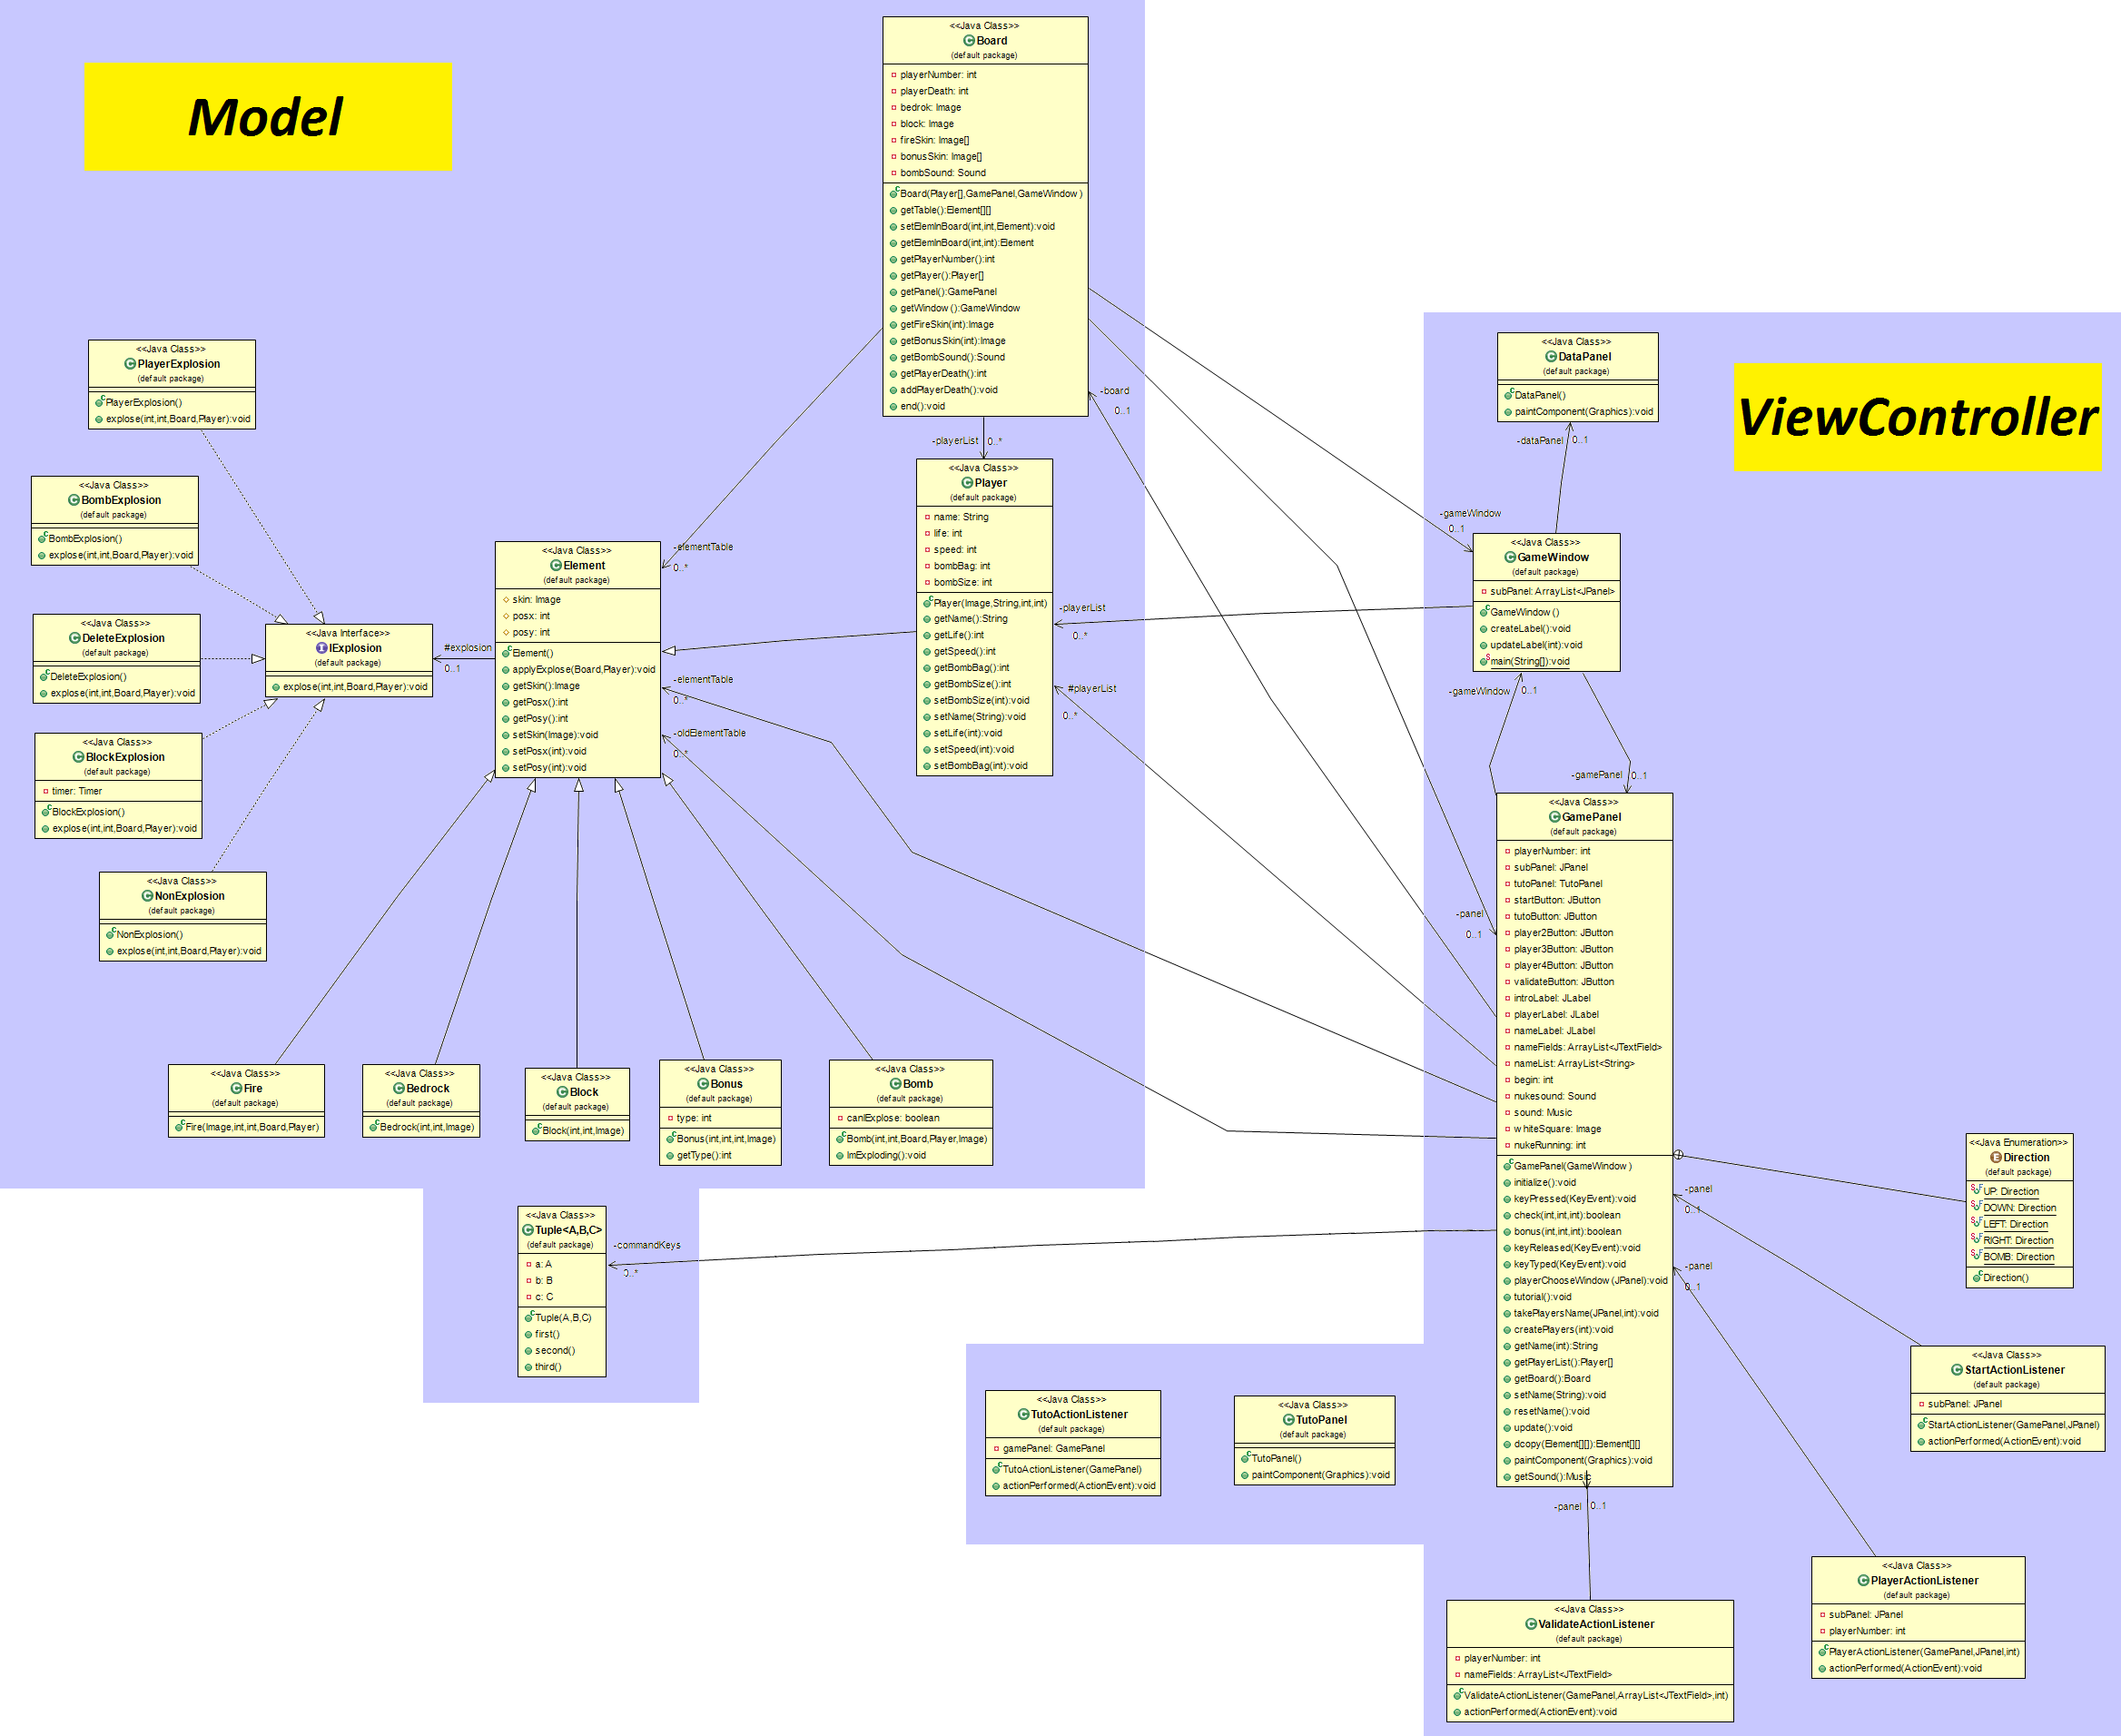 Model
<<Java Class>>
Board
(default package)
playerNumber: int
playerDeath: int
bedrok: Image
block: Image
fireSkin: Image[]
bonusSkin: Image[]
bombSound: Sound
Board(Player[],GamePanel,GameWindow)
getTable():Element[][]
setElemInBoard(int,int,Element):void
getElemInBoard(int,int):Element
getPlayerNumber():int
getPlayer():Player[]
getPanel():GamePanel
getWindow():GameWindow
getFireSkin(int):Image
getBonusSkin(int):Image
getBombSound():Sound
getPlayerDeath():int
addPlayerDeath():void
end():void
-board
0..1
-playerList
0..*
<<Java Class>>
PlayerExplosion
(default package)
PlayerExplosion()
explose(int,int,Board,Player):void
<<Java Class>>
BombExplosion
(default package)
BombExplosion()
explose(int,int,Board,Player):void
<<Java Class>>
DeleteExplosion
(default package)
DeleteExplosion()
explose(int,int,Board,Player):void
<<Java Class>>
BlockExplosion
(default package)
timer: Timer
BlockExplosion()
explose(int,int,Board,Player):void
<<Java Class>>
NonExplosion
(default package)
NonExplosion()
explose(int,int,Board,Player):void
<<Java Interface>>
IExplosion
(default package)
explose(int,int,Board,Player):void
#explosion
0..1
<<Java Class>>
Element
(default package)
skin: Image
posx: int
posy: int
Element()
applyExplose(Board,Player):void
getSkin():Image
getPosx():int
getPosy():int
setSkin(Image):void
setPosx(int):void
setPosy(int):void
-elementTable
0..*
-elementTable
0..*
-oldElementTable
0..*
<<Java Class>>
Player
(default package)
name: String
life: int
speed: int
bombBag: int
bombSize: int
Player(Image,String,int,int)
getName():String
getLife():int
getSpeed():int
getBombBag():int
getBombSize():int
setBombSize(int):void
setName(String):void
setLife(int):void
setSpeed(int):void
setBombBag(int):void
-playerList
0..*
#playerList
0..*
<<Java Class>>
Fire
(default package)
Fire(Image,int,int,Board,Player)
<<Java Class>>
Bedrock
(default package)
Bedrock(int,int,Image)
<<Java Class>>
Block
(default package)
Block(int,int,Image)
<<Java Class>>
Bonus
(default package)
type: int
Bonus(int,int,int,Image)
getType():int
<<Java Class>>
Bomb
(default package)
canIExplose: boolean
Bomb(int,int,Board,Player,Image)
ImExploding():void
<<Java Class>>
Tuple<A,B,C>
(default package)
a: A
b: B
c: C
Tuple(A,B,C)
first()
second()
third()
-commandKeys
0..*
ViewController
<<Java Class>>
DataPanel
(default package)
DataPanel()
paintComponent(Graphics):void
-dataPanel
0..1
-gameWindow
0..1
<<Java Class>>
GameWindow
(default package)
subPanel: ArrayList<JPanel>
GameWindow()
createLabel():void
updateLabel(int):void
main(String[]):void
-gameWindow
0..1
-gamePanel
0..1
<<Java Class>>
GamePanel
(default package)
playerNumber: int
subPanel: JPanel
tutoPanel: TutoPanel
startButton: JButton
tutoButton: JButton
player2Button: JButton
player3Button: JButton
player4Button: JButton
validateButton: JButton
introLabel: JLabel
playerLabel: JLabel
nameLabel: JLabel
nameFields: ArrayList<JTextField>
nameList: ArrayList<String>
begin: int
nukesound: Sound
sound: Music
whiteSquare: Image
nukeRunning: int
GamePanel(GameWindow)
initialize():void
keyPressed(KeyEvent):void
check(int,int,int):boolean
bonus(int,int,int):boolean
keyReleased(KeyEvent):void
keyTyped(KeyEvent):void
playerChooseWindow(JPanel):void
tutorial():void
takePlayersName(JPanel,int):void
createPlayers(int):void
getName(int):String
getPlayerList():Player[]
getBoard():Board
setName(String):void
resetName():void
update():void
dcopy(Element[][]):Element[][]
paintComponent(Graphics):void
getSound():Music
-panel
0..1
-panel
0..1
-panel
0..1
-panel
0..1
<<Java Enumeration>>
Direction
(default package)
UP: Direction
DOWN: Direction
LEFT: Direction
RIGHT: Direction
BOMB: Direction
Direction()
<<Java Class>>
StartActionListener
(default package)
subPanel: JPanel
StartActionListener(GamePanel,JPanel)
actionPerformed(ActionEvent):void
<<Java Class>>
TutoActionListener
(default package)
gamePanel: GamePanel
TutoActionListener(GamePanel)
actionPerformed(ActionEvent):void
<<Java Class>>
TutoPanel
(default package)
TutoPanel()
paintComponent(Graphics):void
<<Java Class>>
PlayerActionListener
(default package)
subPanel: JPanel
playerNumber: int
PlayerActionListener(GamePanel,JPanel,int)
actionPerformed(ActionEvent):void
<<Java Class>>
ValidateActionListener
(default package)
playerNumber: int
nameFields: ArrayList<JTextField>
ValidateActionListener(GamePanel,ArrayList<JTextField>,int)
actionPerformed(ActionEvent):void